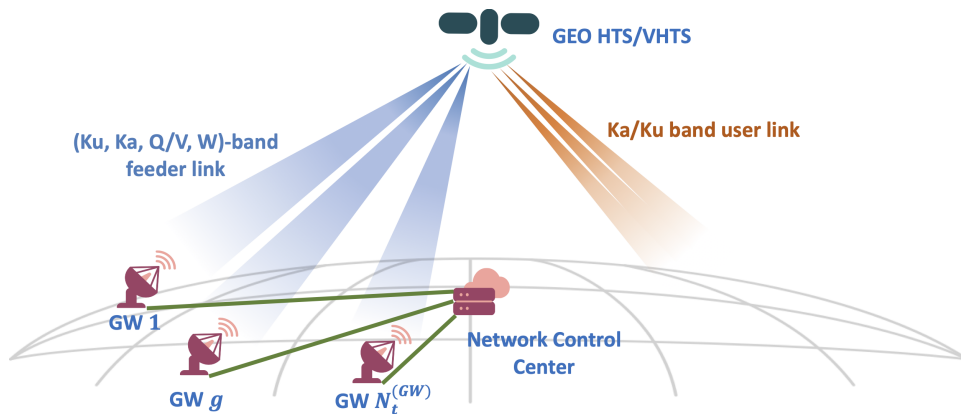 GEO HTS/VHTS
(Ku, Ka, Q/V, W)-band
feeder link
Ka/Ku band user link
GW 1
Network Control
Center
GW g
GW N_t^(GW)